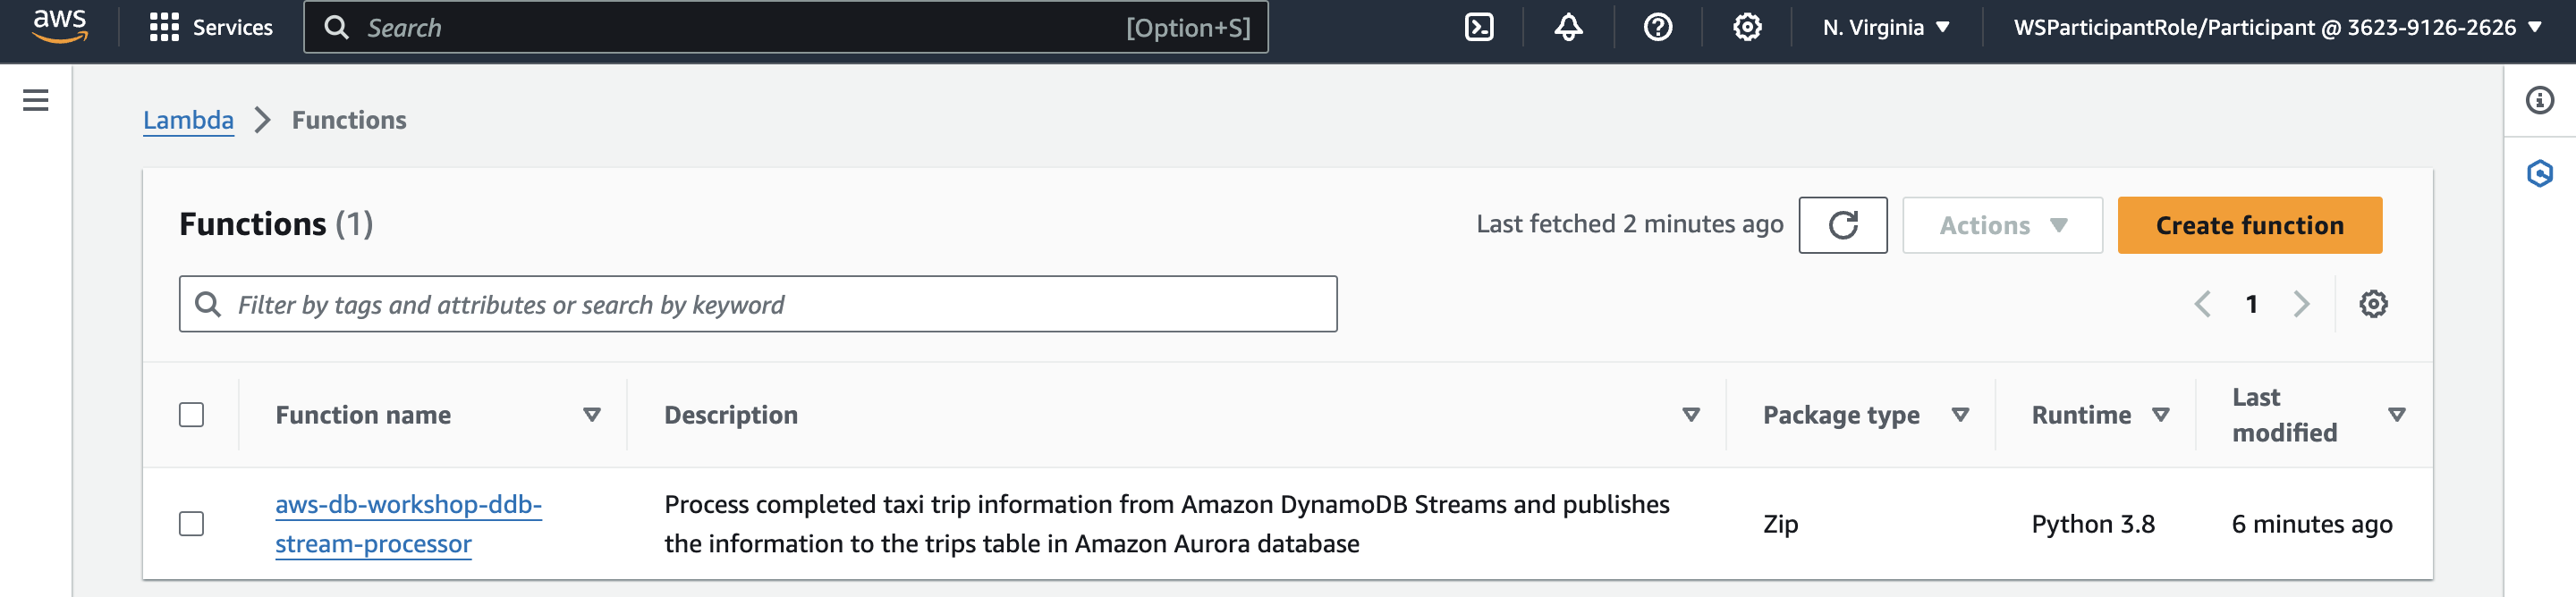 aws
Services
Search
[Option+S]
N. Virginia
WSParticipantRole/Participant @ 3623-9126-2626
Lambda
Functions
Functions (1)
Last fetched 2 minutes ago
Actions
Create function
Filter by tags and attributes or search by keyword
1
Function name
Description
Package type
Runtime
Last
modified
aws-db-workshop-ddb-
stream-processor
Process completed taxi trip information from Amazon DynamoDB Streams and publishes
the information to the trips table in Amazon Aurora database
Zip
Python 3.8
6 minutes ago